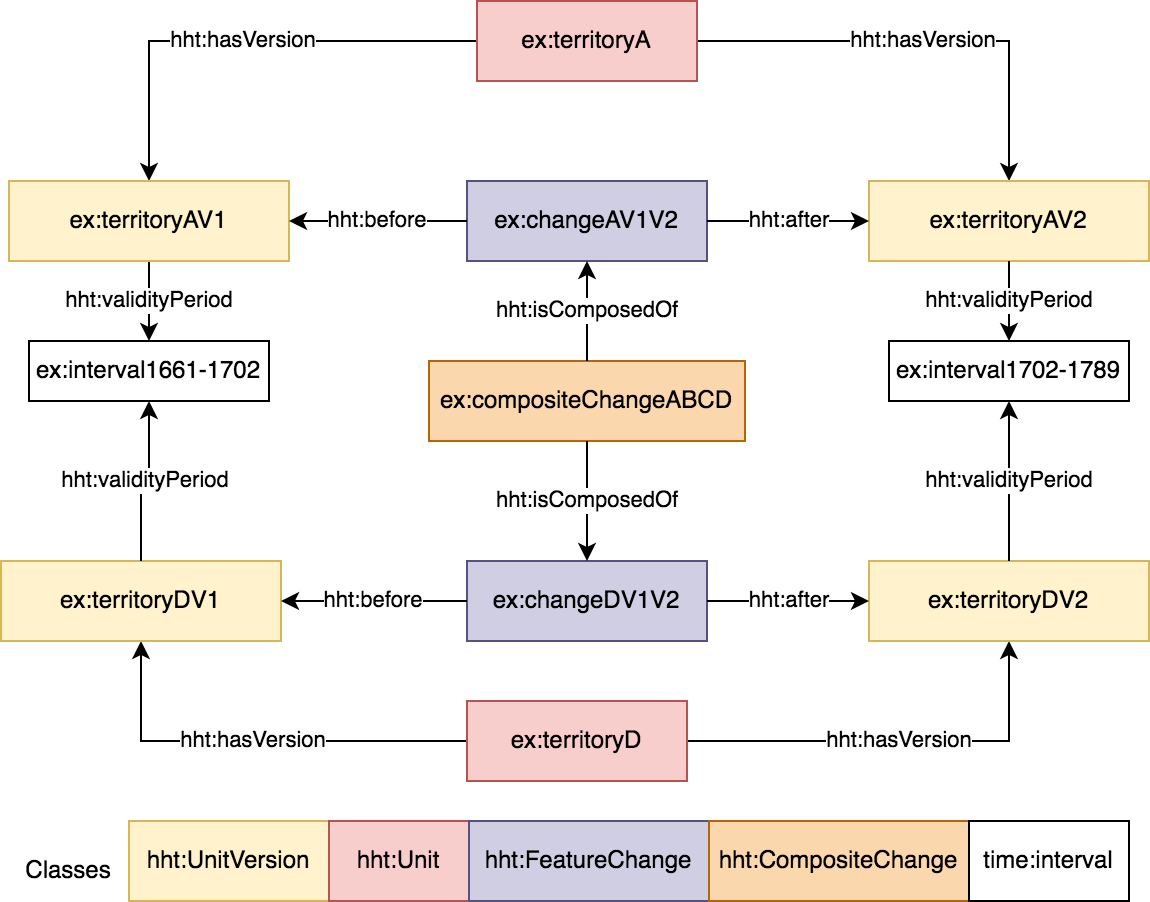 ex:territoryA
hht:hasVersion
hht:hasVersion
ex:territoryAV1
hht:before
ex:changeAV1V2
hht:after
ex:territoryAV2
hht:validityPeriod
hht:isComposedOf
hht:validityPeriod
ex:interval1661-1702
ex:compositeChangeABCD
ex:interval1702-1789
hht:validityPeriod
hht:isComposedOf
hht:validityPeriod
ex:territoryDV1
hht:before
ex:changeDV1V2
hht:after
ex:territoryDV2
hht:hasVersion
ex:territoryD
hht:hasVersion
Classes
hht:UnitVersion
hht:Unit
hht:FeatureChange
hht:CompositeChange
time:interval